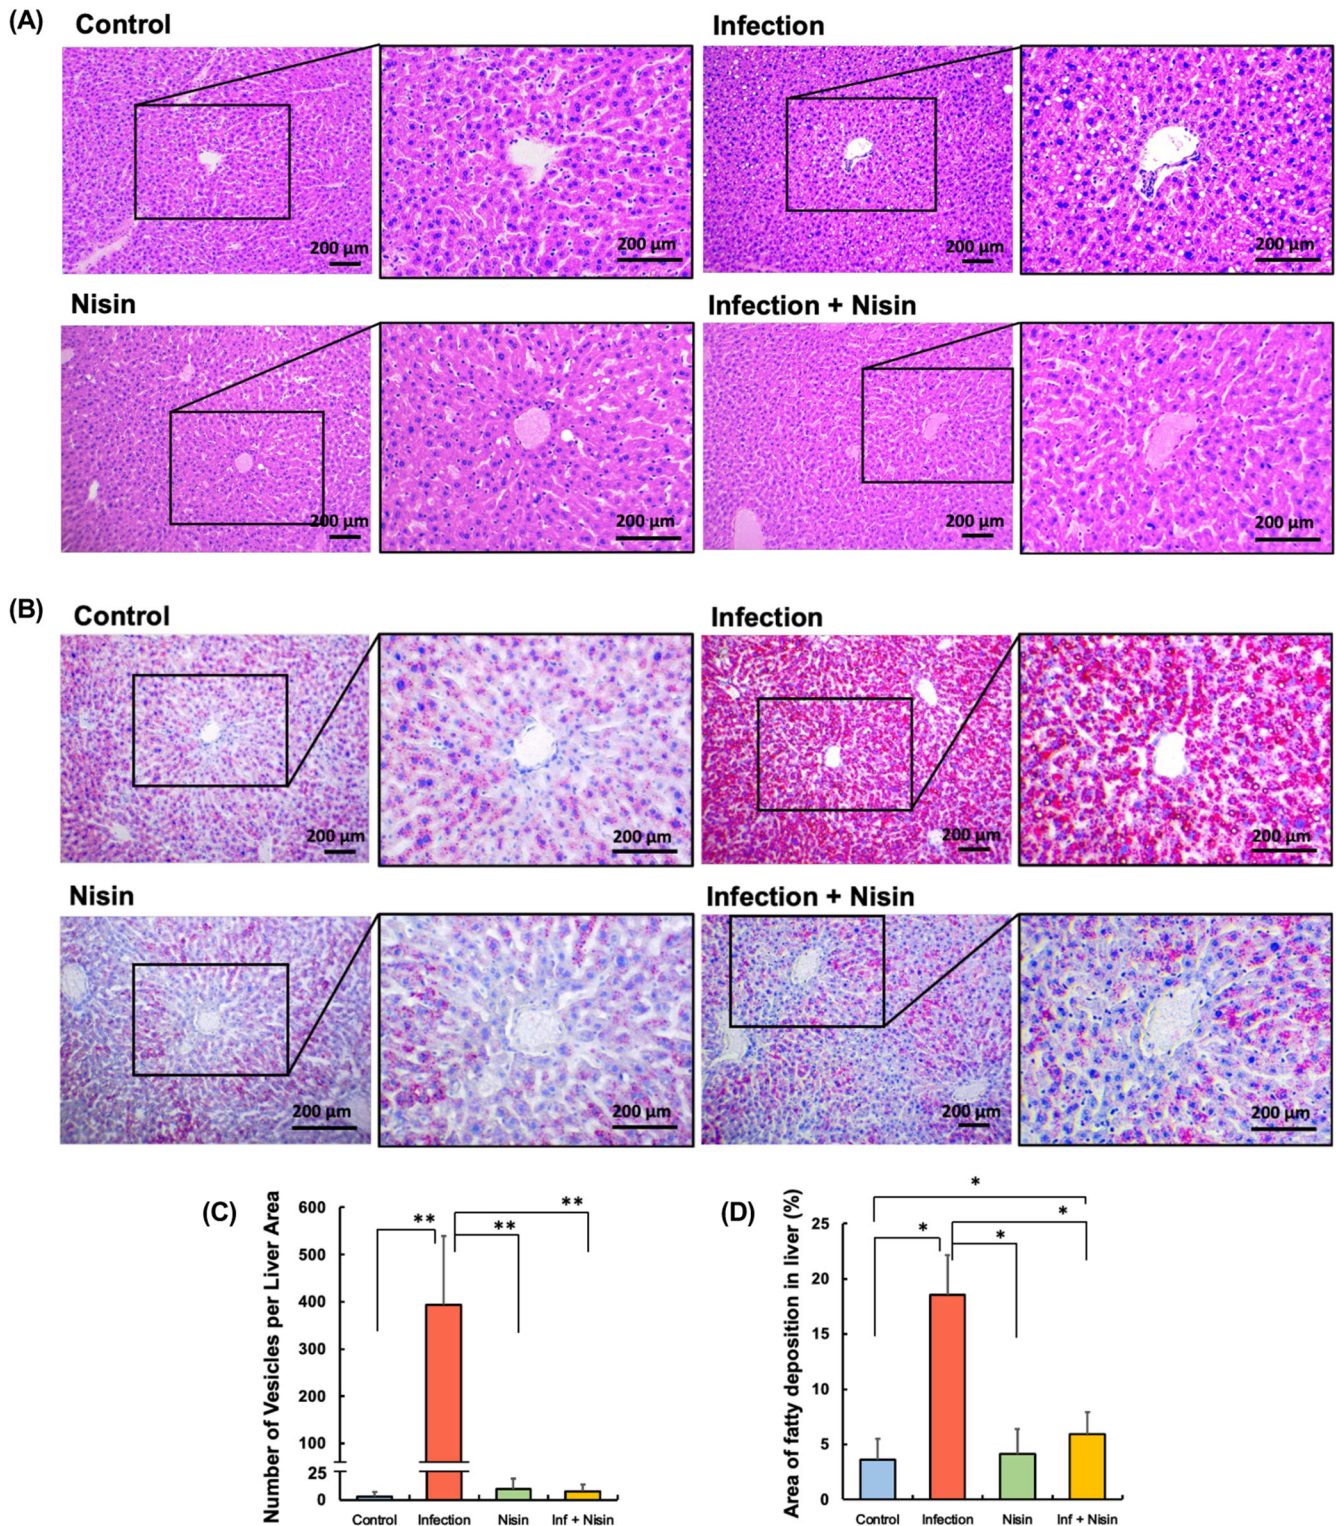 (A)
Control
Infection
200 µm
200 µm
200 µm
200 µm
Nisin
Infection + Nisin
200 µm
200 µm
200 µm
200 µm
(B)
Control
Infection
200 µm
200 µm
200 µm
200 µm
Nisin
Infection + Nisin
200 µm
200 µm
200 µm
200 µm
(C)
Number of Vesicles per Liver Area
600
500
400
300
200
100
25
0
**
**
**
Control Infection Nisin Inf + Nisin
(D)
Area of fatty deposition in liver (%)
25
20
15
10
5
0
*
*
*
*
Control Infection Nisin Inf + Nisin